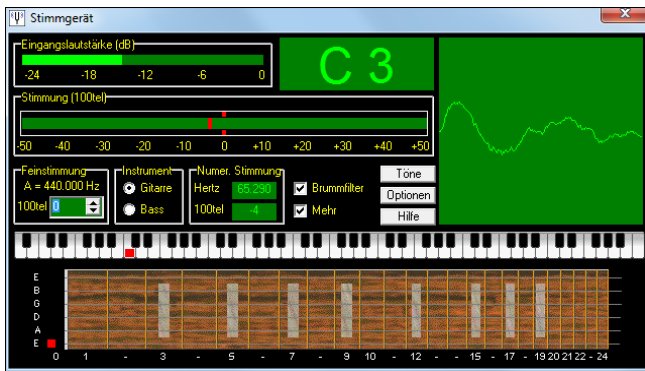 Stimmgerät
Eingangslautstärke (dB)
-24 -18 -12 -6 0
C 3
Stimmung (100tel)
-50 -40 -30 -20 -10 0 +10 +20 +30 +40 +50
Feinstimmung
A = 440.000 Hz
100tel 0
Instrument
Gitarre
Bass
Numer. Stimmung
Hertz 65.290
100tel -4
Brummfilter
Mehr
Töne
Optionen
Hilfe
E
B
G
D
A
E
0 1 - 3 - 5 - 7 - 9 10 - 12 - - 15 - 17 - 19 20 21 22 - 24